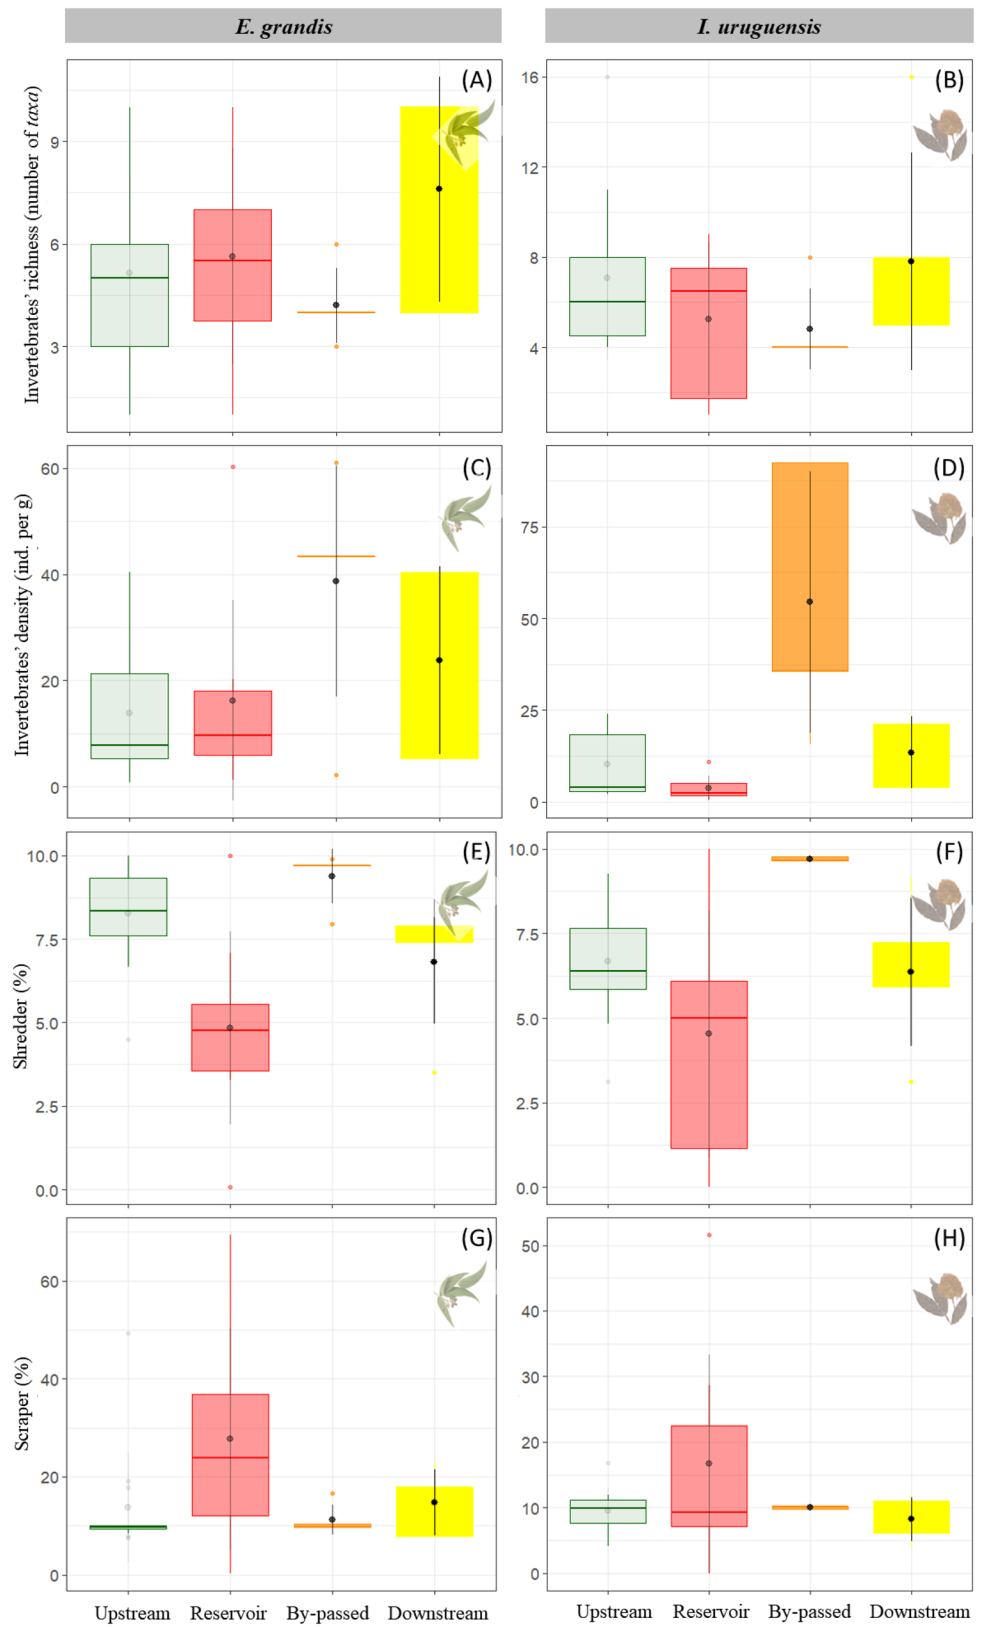 E. grandis
I. uruguensis
Invertebrates' richness (number of taxa)
9
6
3
(A)
16
12
8
4
(B)
Invertebrates' density (ind. per g)
60
40
20
0
(C)
75
50
25
0
(D)
Shredder (%)
10.0
7.5
5.0
2.5
0.0
(E)
10.0
7.5
5.0
2.5
0.0
(F)
Scraper (%)
60
40
20
0
(G)
50
40
30
20
10
0
(H)
Upstream Reservoir By-passed Downstream
Upstream Reservoir By-passed Downstream